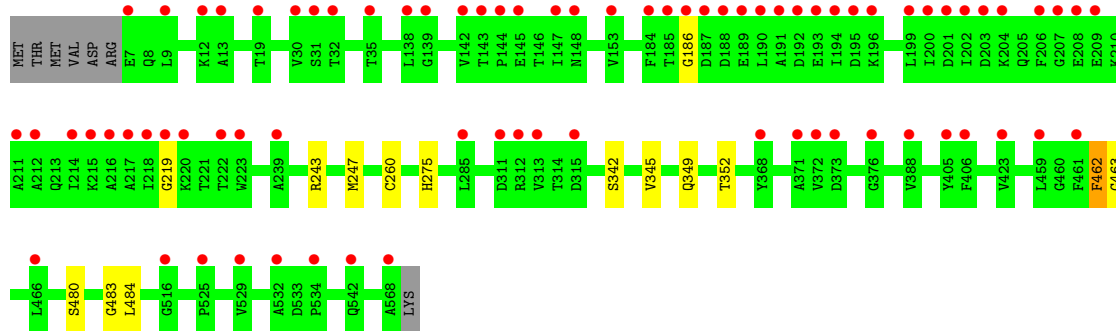 MET THR MET VAL ASP ARG E7 Q8 L9 K12 A13 T19 V30 S31 T32 T35 L138 G139 V142 T143 P144 E145 T146 I147 N148 V153 F184 T185 G186 D187 D188 E189 L190 A191 D192 E193 I194 D195 K196 L199 I200 D201 I202 D203 K204 Q205 F206 G207 E208 E209 K210
A211 A212 Q213 I214 K215 A216 A217 I218 G219 K220 T221 T222 W223 A239 R243 M247 C260 H275 L285 D311 R312 V313 T314 D315 S342 V345 Q349 T352 Y368 A371 V372 D373 G376 V388 Y405 F406 V423 L459 G460 F461 F462 G463
L466 S480 G483 L484 G516 P525 V529 A532 D533 P534 Q542 A568 LYS